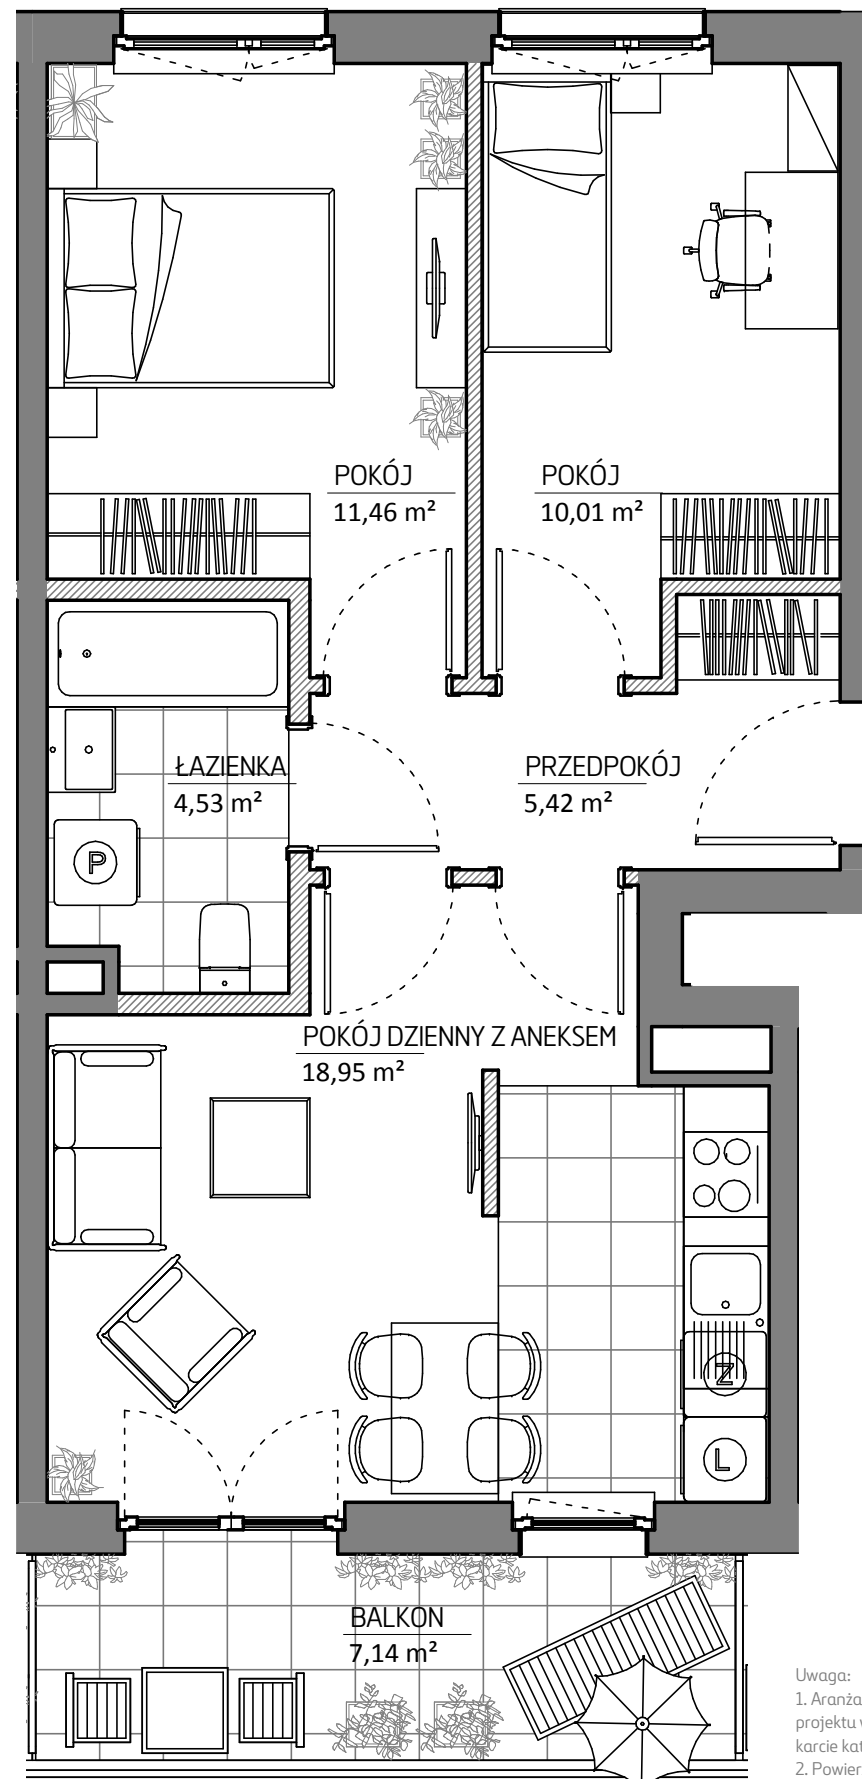 POKÓJ
11,46 m²
POKÓJ
10,01 m²
ŁAZIENKA
4,53 m²
PRZEDPOKÓJ
5,42 m²
P
POKÓJ DZIENNY Z ANEKSEM
18,95 m²
Z
L
BALKON
7,14 m²
Uwaga:
1. Aranża
projektu w
karcie kat
2. Powier